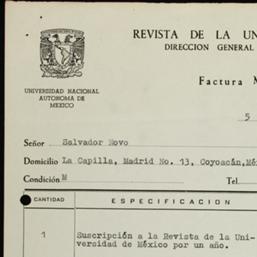 REVISTA DE LA UN
DIRECCION GENERAL
UNIVERSIDAD NACIONAL
AUTONOMA DE
MEXICO
Factura
5
Señor Salvador Novo
Domicilio La Capilla, Madrid No. 13, Coyoacán,Mé
Condición M Tel
CANTIDAD ESPECIFICACION
1 Suscripción a la Revista de la Uni-
versidad de México por un año.